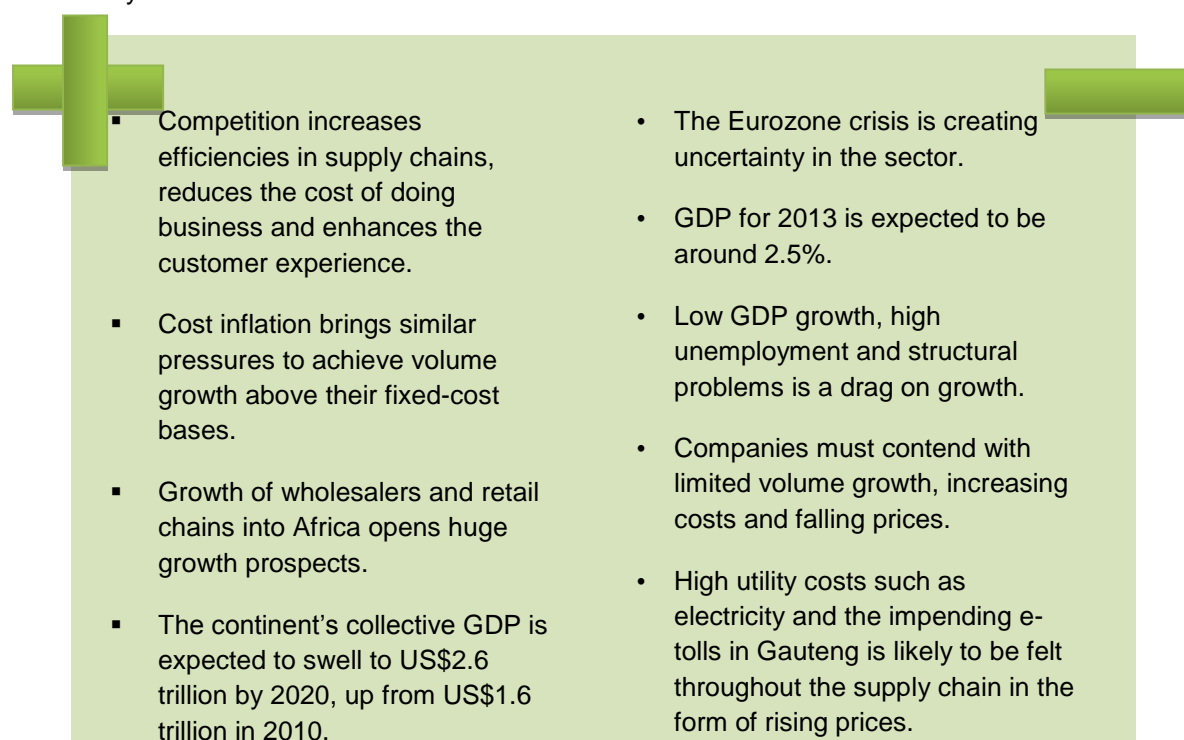 Competition increases
efficiencies in supply chains,
reduces the cost of doing
business and enhances the
customer experience.
Cost inflation brings similar
pressures to achieve volume
growth above their fixed-cost
bases.
Growth of wholesalers and retail
chains into Africa opens huge
growth prospects.
The continent’s collective GDP is
expected to swell to US$2.6
trillion by 2020, up from US$1.6
trillion in 2010.
• The Eurozone crisis is creating
uncertainty in the sector.
• GDP for 2013 is expected to be
around 2.5%.
• Low GDP growth, high
unemployment and structural
problems is a drag on growth.
• Companies must contend with
limited volume growth, increasing
costs and falling prices.
• High utility costs such as
electricity and the impending e-
tolls in Gauteng is likely to be felt
throughout the supply chain in the
form of rising prices.